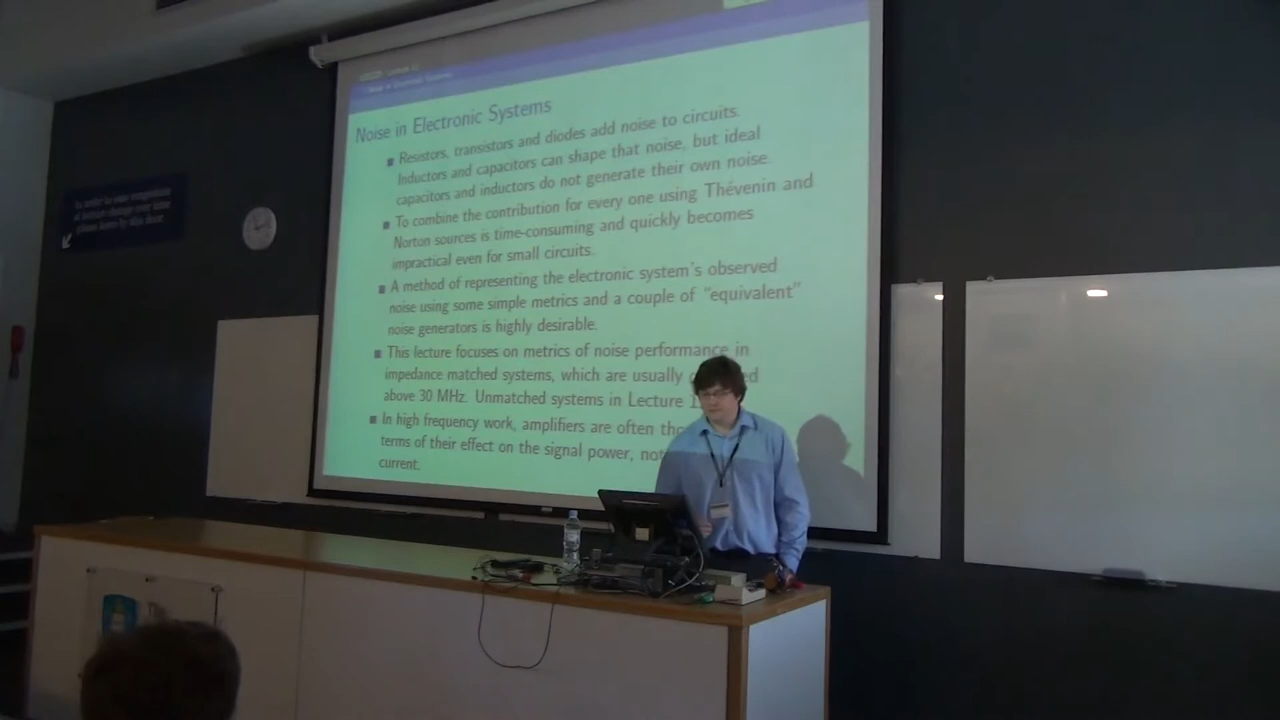 Noise in Electronic Systems
Resistors, transistors and diodes add noise to circuits.
Inductors and capacitors can shape that noise, but ideal
capacitors and inductors do not generate their own noise.
To combine the contribution for every one using Thévenin and
Norton sources is time-consuming and quickly becomes
impractical even for small circuits.
A method of representing the electronic system's observed
noise using some simple metrics and a couple of "equivalent"
noise generators is highly desirable.
This lecture focuses on metrics of noise performance in
impedance matched systems, which are usually
above 30 MHz. Unmatched systems in Lecture
In high frequency work, amplifiers are often
terms of their effect on the signal power, not
current.